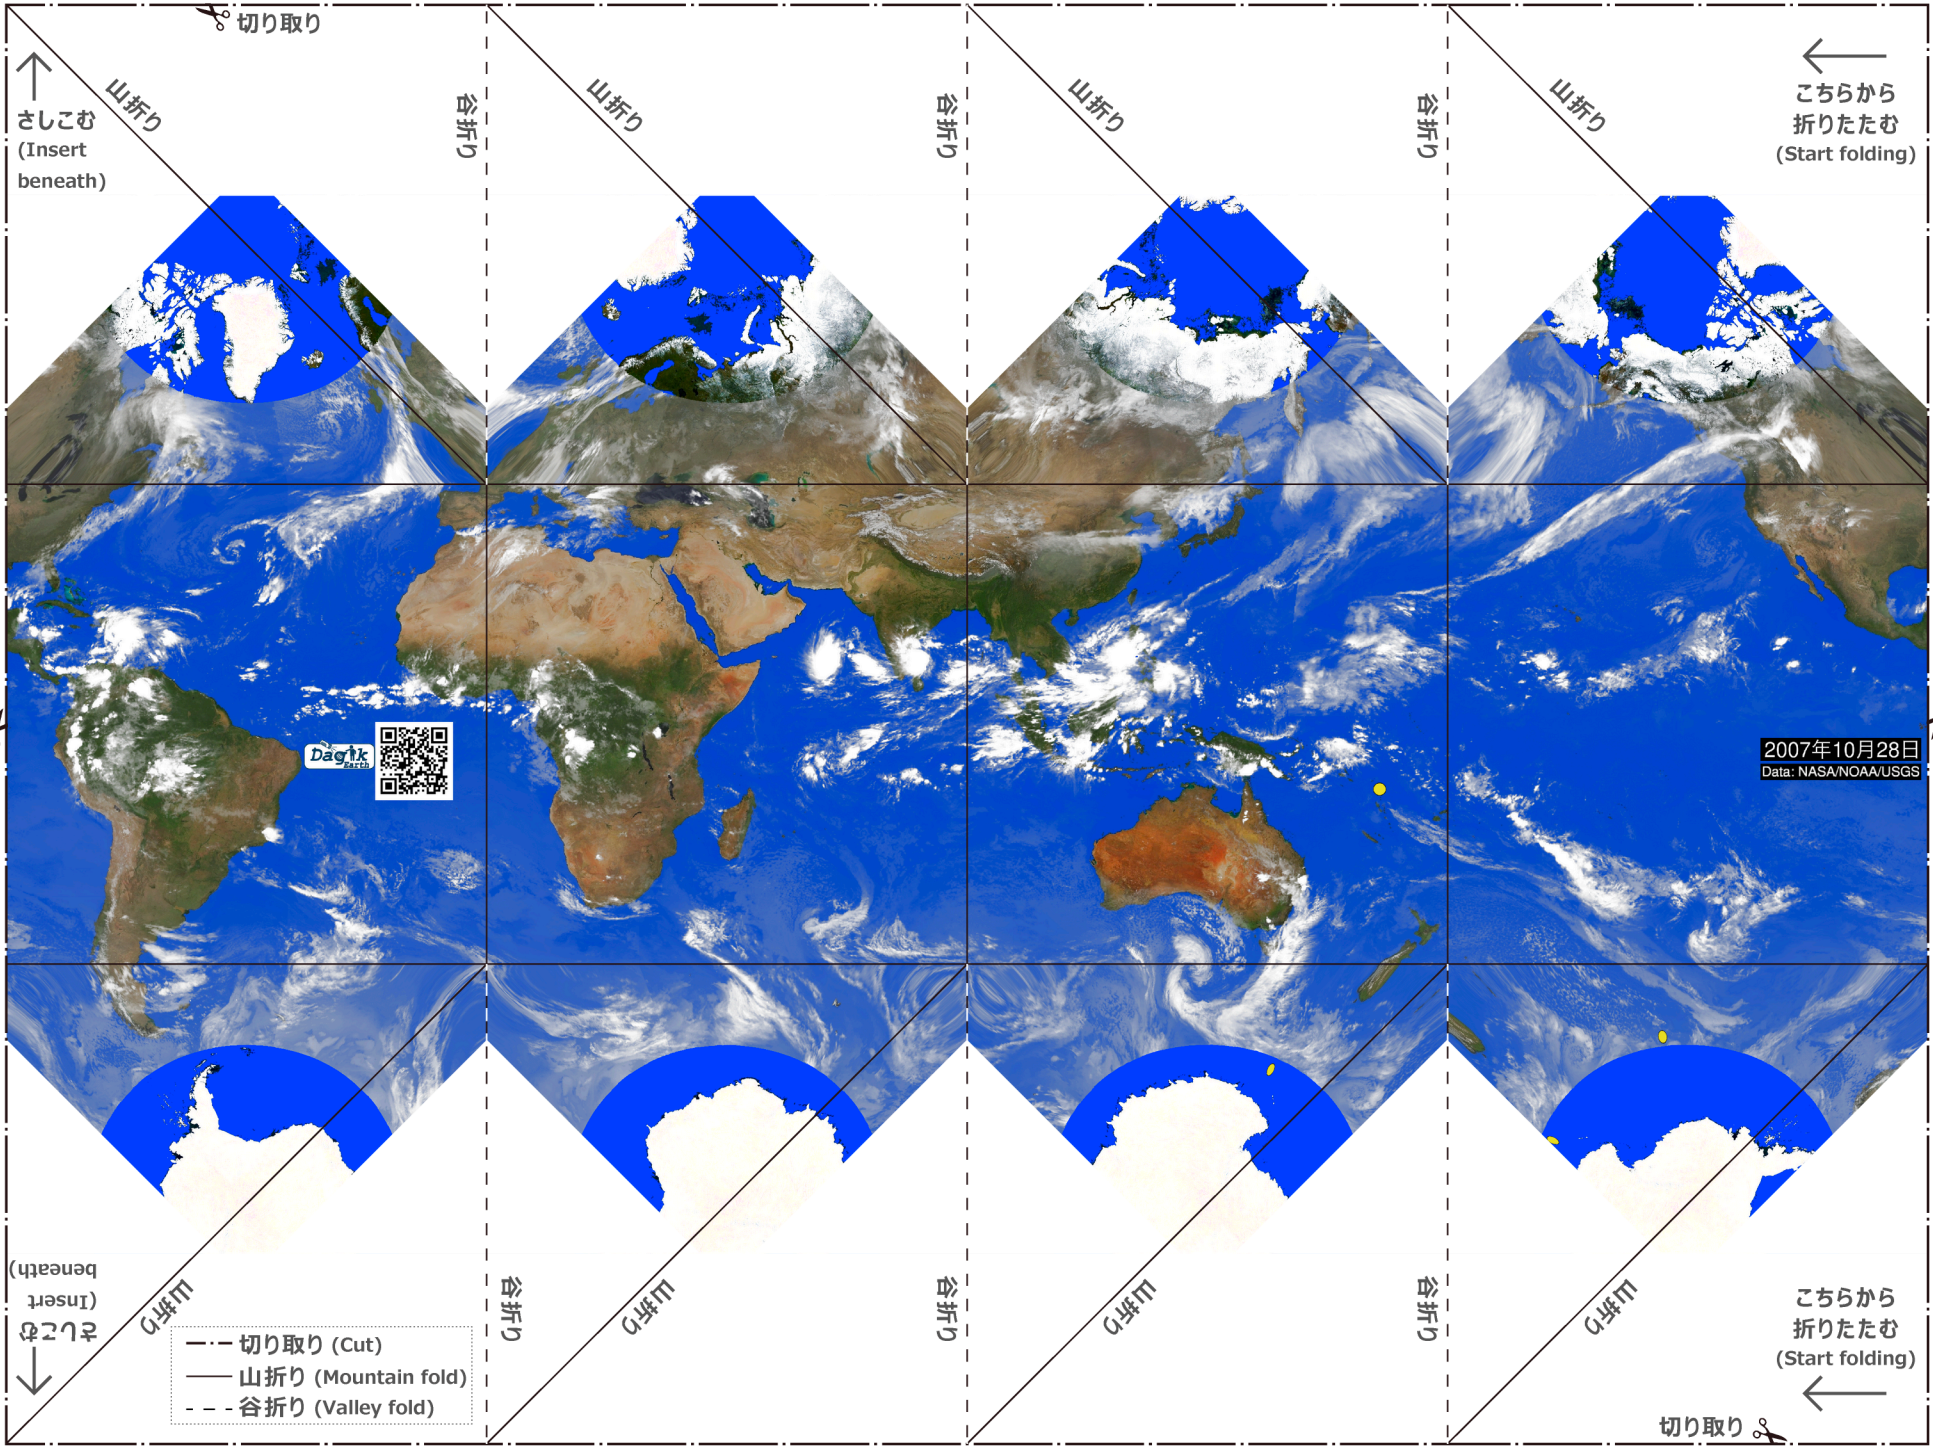 切り取り
山折り
谷折り
山折り
谷折り
山折り
谷折り
山折り
こちらから
折りたたむ
(Start folding)
さしこむ
(Insert
beneath)
Dagik
Earth
2007年10月28日
Data: NASA/NOAA/USGS
さしこむ
(Insert
beneath)
山折り
谷折り
山折り
谷折り
山折り
谷折り
山折り
こちらから
折りたたむ
(Start folding)
切り取り (Cut)
山折り (Mountain fold)
谷折り (Valley fold)
切り取り